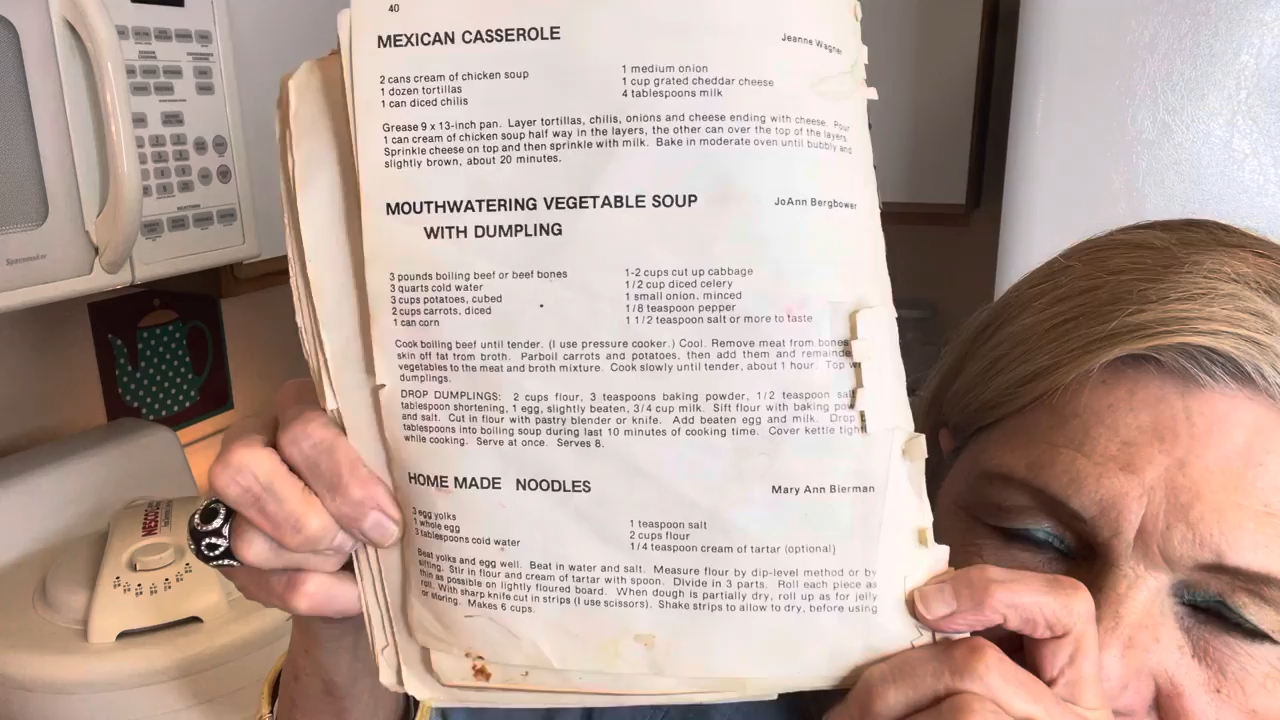 40
MEXICAN CASSEROLE
Jeanne Wagner
2 cans cream of chicken soup
1 dozen tortillas
1 can diced chilis
1 medium onion
1 cup grated cheddar cheese
4 tablespoons milk
Grease 9 x 13-inch pan. Layer tortillas, chilis, onions and cheese ending with cheese. Pour
1 can cream of chicken soup half way in the layers, the other can over the top of the layers.
Sprinkle cheese on top and then sprinkle with milk. Bake in moderate oven until bubbly and
slightly brown, about 20 minutes.
MOUTHWATERING VEGETABLE SOUP
WITH DUMPLING
JoAnn Bergbower
3 pounds boiling beef or beef bones
3 quarts cold water
3 cups potatoes, cubed
2 cups carrots, diced
1 can corn
1-2 cups cut up cabbage
1/2 cup diced celery
1 small onion. minced
1/8 teaspoon pepper
1 1/2 teaspoon salt or more to taste
Cook boiling beef until tender. (I use pressure cooker.) Cool. Remove meat from bones
skin off fat from broth. Parboil carrots and potatoes, then add them and remainde
vegetables to the meat and broth mixture. Cook slowly until tender, about 1 hour. Top w
dumplings.
DROP DUMPLINGS: 2 cups flour, 3 teaspoons baking powder, 1/2 teaspoon sal
tablespoon shortening, 1 egg, slightly beaten, 3/4 cup milk. Sift flour with baking pow
and salt. Cut in flour with pastry blender or knife. Add beaten egg and milk. Drop
tablespoons into boiling soup during last 10 minutes of cooking time. Cover kettle tigh
while cooking. Serve at once. Serves 8.
HOME MADE NOODLES
Mary Ann Bierman
3 egg yolks
1 whole egg
3 tablespoons cold water
1 teaspoon salt
2 cups flour
1/4 teaspoon cream of tartar (optional)
Beat yolks and egg well. Beat in water and salt. Measure flour by dip-level method or by
sifting. Stir in flour and cream of tartar with spoon. Divide in 3 parts. Roll each piece as
thin as possible on lightly floured board. When dough is partially dry, roll up as for jelly
roll. With sharp knife cut in strips (I use scissors). Shake strips to allow to dry, before using
or storing. Makes 6 cups.
Spacemaker
NESCO